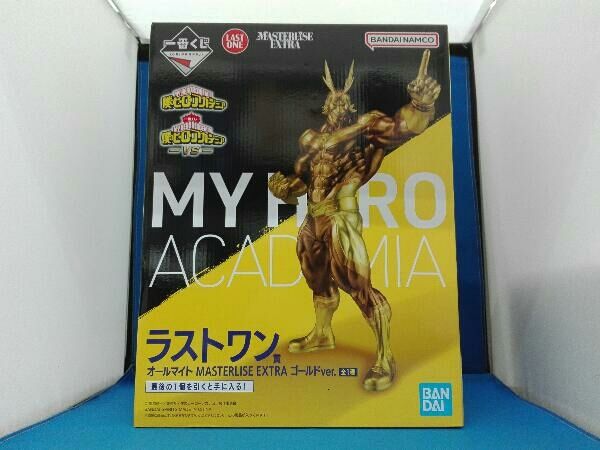 一番くじ
LAST ONE
MASTERLISE EXTRA
BANDAI NAMCO
僕のヒーローアカデミア
僕のヒーローアカデミア
VS
MY HERO
ACADEMIA
ラストワン賞
オールマイト MASTERLISE EXTRA ゴールドver. 全1種
最後の1個を引くと手に入る!
BAN
DAI